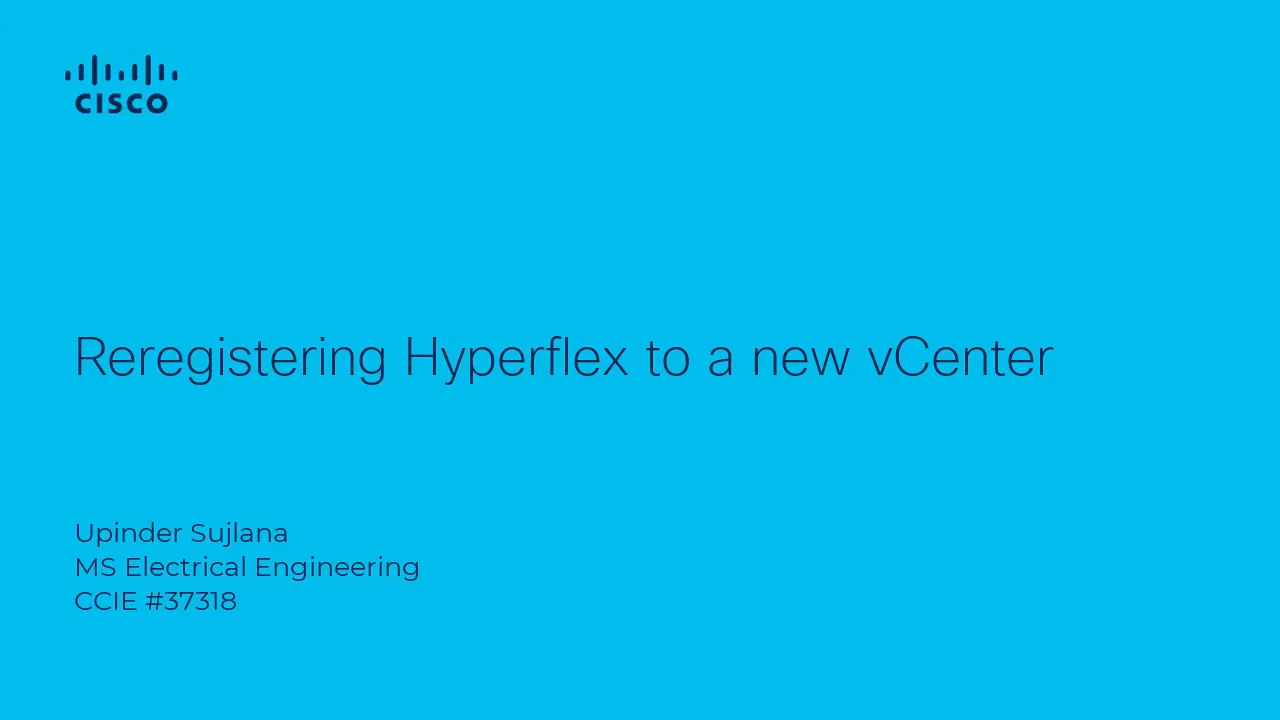 CISCO
Reregistering Hyperflex to a new vCenter
Upinder Sujlana
MS Electrical Engineering
CCIE #37318